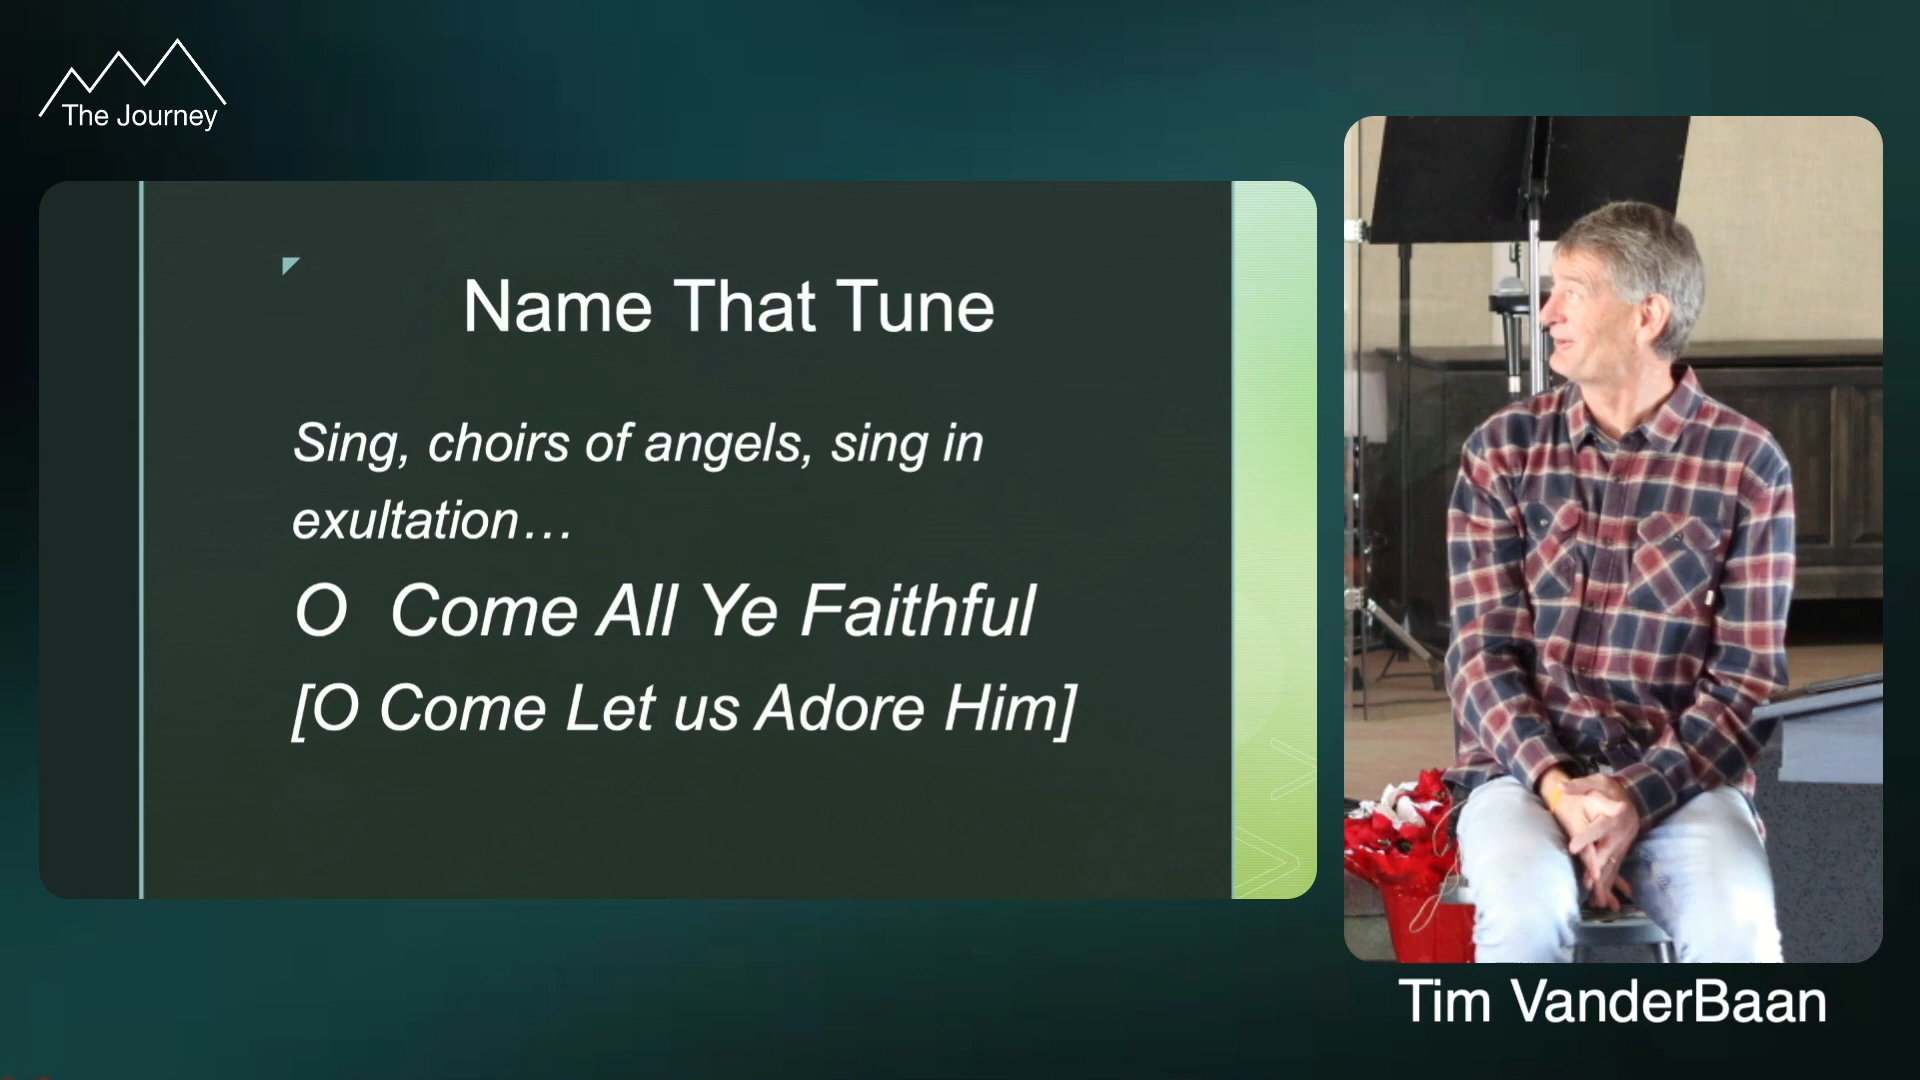 The Journey
Name That Tune
Sing, choirs of angels, sing in
exultation…
O  Come All Ye Faithful
[O Come Let us Adore Him]
Tim VanderBaan